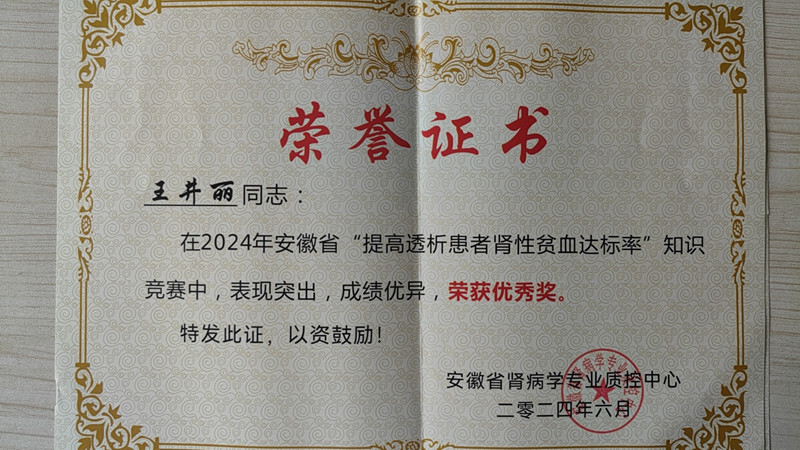 荣誉证书
王井丽同志：
在2024年安徽省“提高透析患者肾性贫血达标率”知识
竞赛中，表现突出，成绩优异，荣获优秀奖。
特发此证，以资鼓励！
安徽省肾病学专业质控中心
二零二四年六月